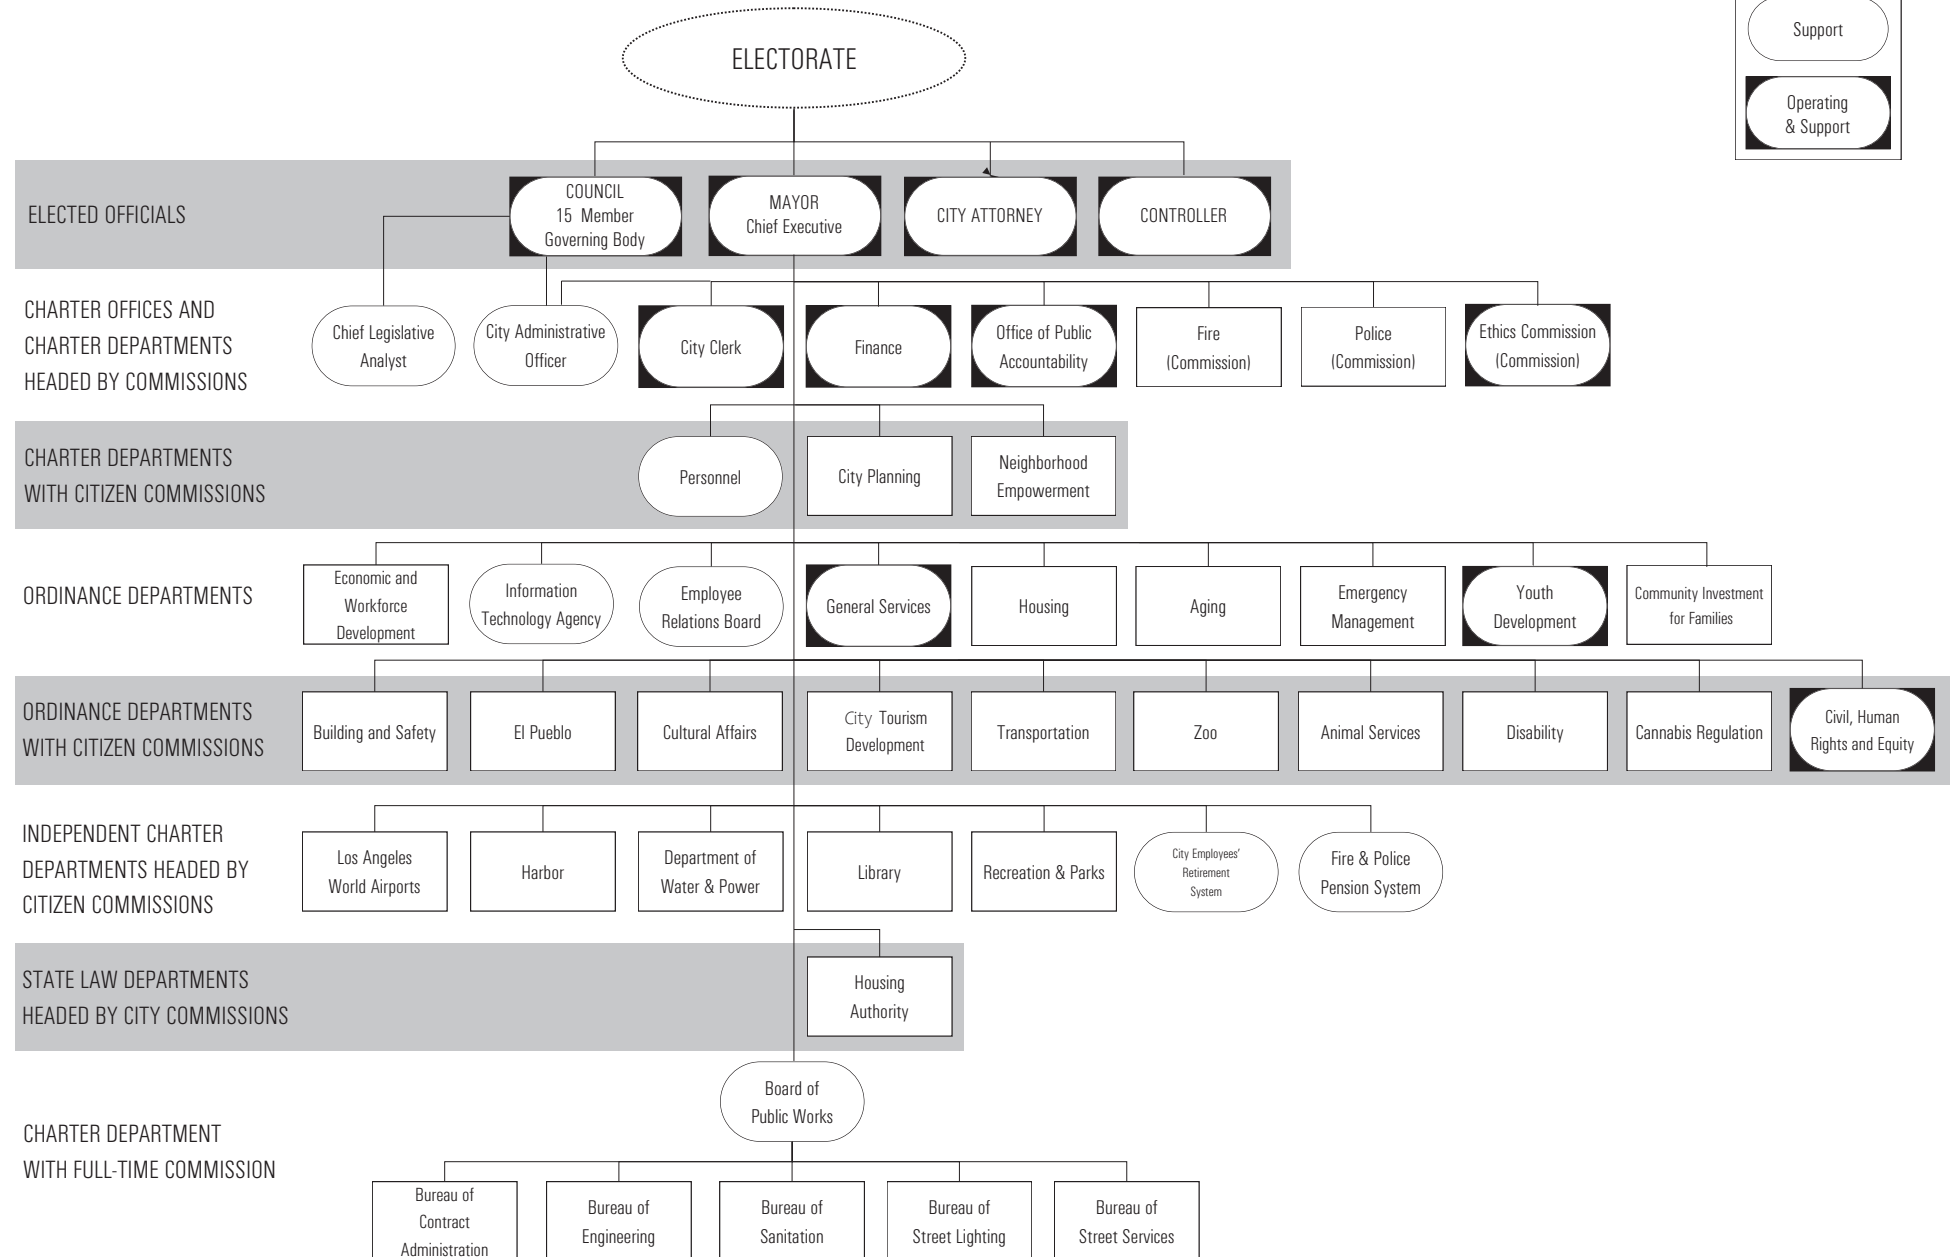 Support
Operating
& Support
ELECTORATE
ELECTED OFFICIALS
COUNCIL
15 Member
Governing Body
MAYOR
Chief Executive
CITY ATTORNEY
CONTROLLER
CHARTER OFFICES AND
CHARTER DEPARTMENTS
HEADED BY COMMISSIONS
Chief Legislative
Analyst
City Administrative
Officer
City Clerk
Finance
Office of Public
Accountability
Fire
(Commission)
Police
(Commission)
Ethics Commission
(Commission)
CHARTER DEPARTMENTS
WITH CITIZEN COMMISSIONS
Personnel
City Planning
Neighborhood
Empowerment
ORDINANCE DEPARTMENTS
Economic and
Workforce
Development
Information
Technology Agency
Employee
Relations Board
General Services
Housing
Aging
Emergency
Management
Youth
Development
Community Investment
for Families
ORDINANCE DEPARTMENTS
WITH CITIZEN COMMISSIONS
Building and Safety
El Pueblo
Cultural Affairs
City Tourism
Development
Transportation
Zoo
Animal Services
Disability
Cannabis Regulation
Civil, Human
Rights and Equity
INDEPENDENT CHARTER
DEPARTMENTS HEADED BY
CITIZEN COMMISSIONS
Los Angeles
World Airports
Harbor
Department of
Water & Power
Library
Recreation & Parks
City Employees'
Retirement
System
Fire & Police
Pension System
STATE LAW DEPARTMENTS
HEADED BY CITY COMMISSIONS
Housing
Authority
CHARTER DEPARTMENT
WITH FULL-TIME COMMISSION
Board of
Public Works
Bureau of
Contract
Administration
Bureau of
Engineering
Bureau of
Sanitation
Bureau of
Street Lighting
Bureau of
Street Services